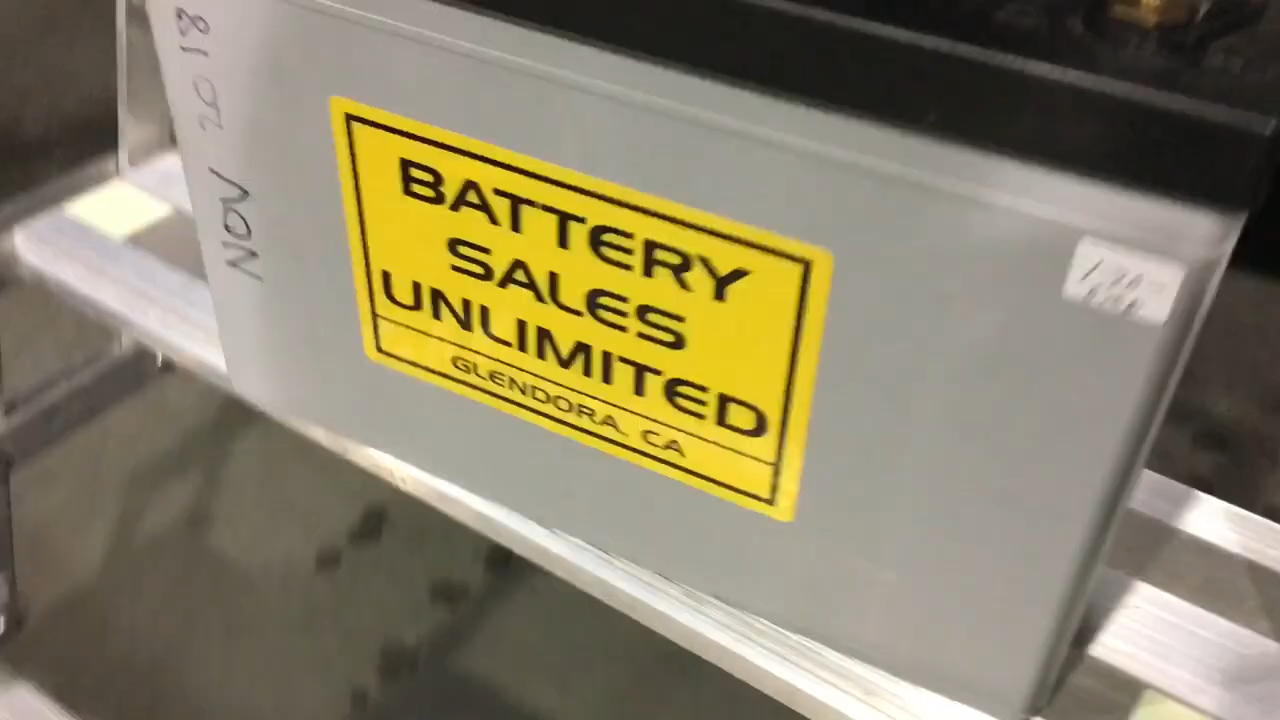 NOV 2018
BATTERY
SALES
UNLIMITED
GLENDORA, CA